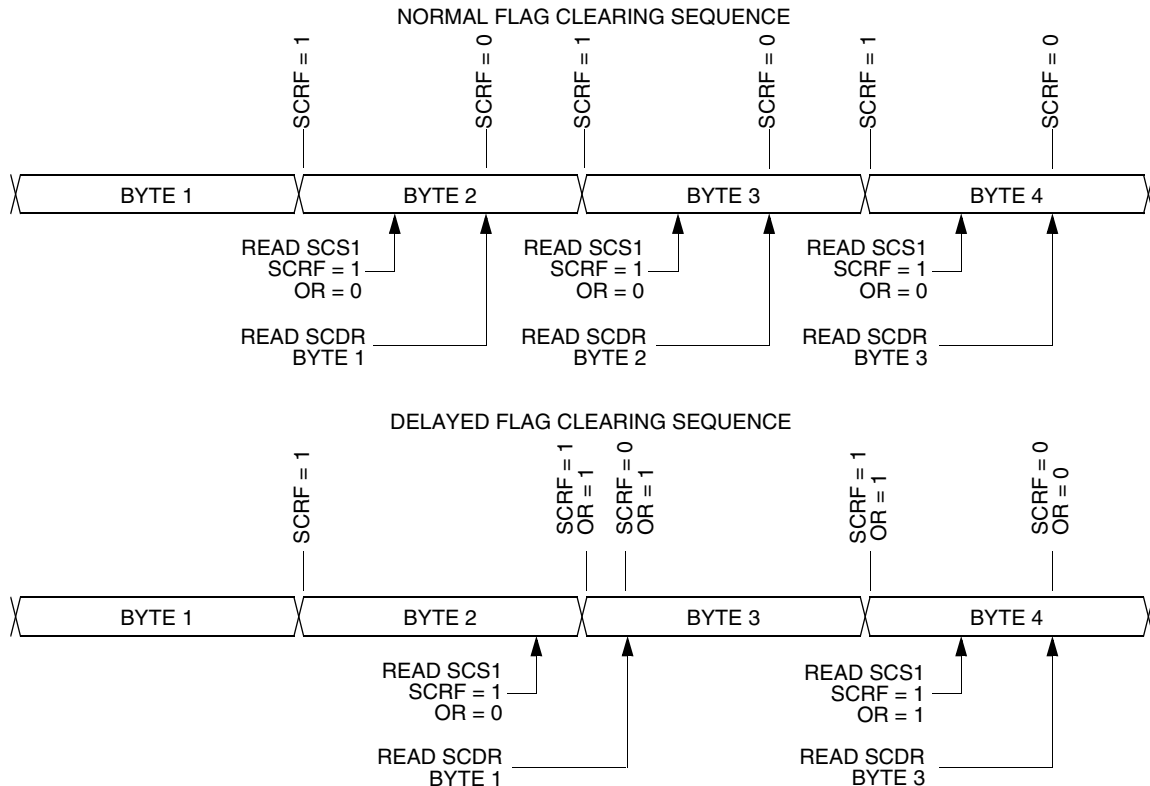 NORMAL FLAG CLEARING SEQUENCE
SCRF = 1
SCRF = 0
SCRF = 1
SCRF = 0
SCRF = 1
SCRF = 0
BYTE 1
BYTE 2
BYTE 3
BYTE 4
READ SCS1
SCRF = 1
OR = 0
READ SCS1
SCRF = 1
OR = 0
READ SCS1
SCRF = 1
OR = 0
READ SCDR
BYTE 1
READ SCDR
BYTE 2
READ SCDR
BYTE 3
DELAYED FLAG CLEARING SEQUENCE
SCRF = 1
SCRF = 1
OR = 1
SCRF = 0
OR = 1
SCRF = 1
OR = 1
SCRF = 0
OR = 0
BYTE 1
BYTE 2
BYTE 3
BYTE 4
READ SCS1
SCRF = 1
OR = 0
READ SCS1
SCRF = 1
OR = 1
READ SCDR
BYTE 1
READ SCDR
BYTE 3